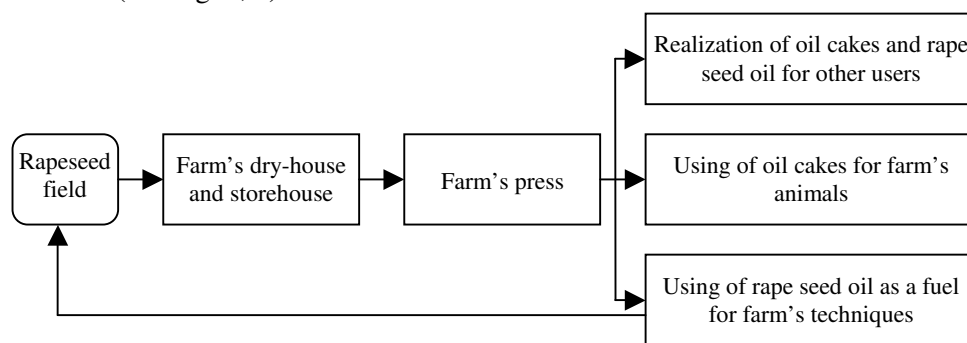 Realization of oil cakes and rape
seed oil for other users
Rapeseed
field
Farm's dry-house
and storehouse
Farm's press
Using of oil cakes for farm's
animals
Using of rape seed oil as a fuel
for farm's techniques